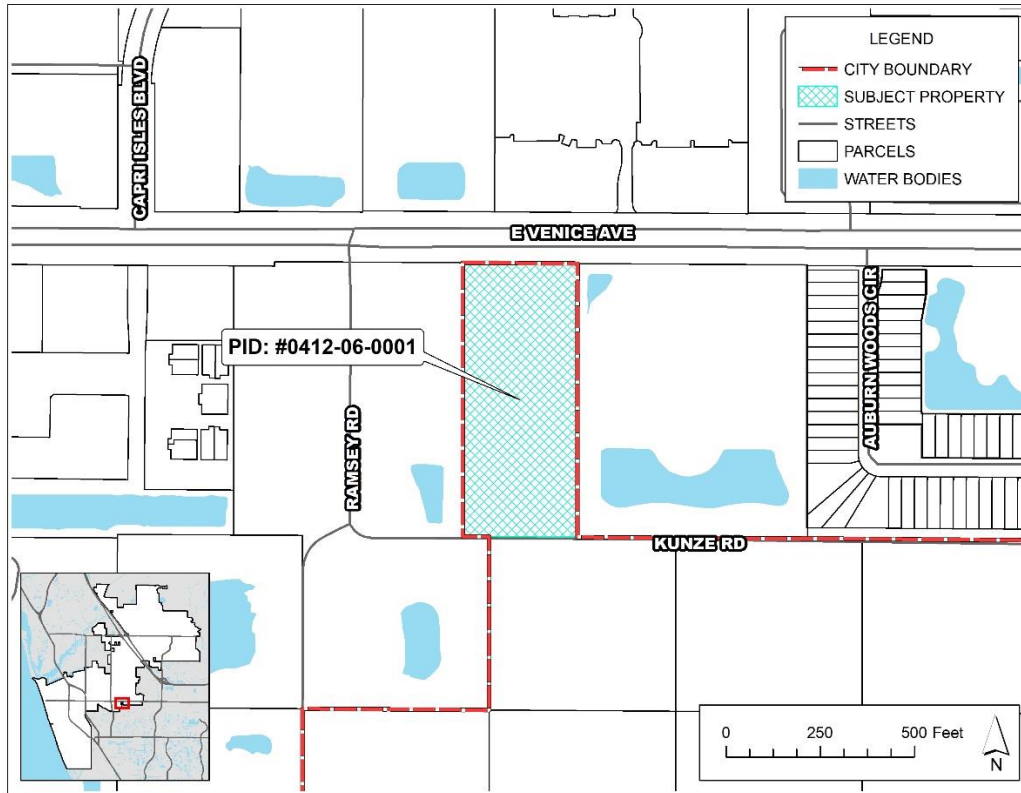 LEGEND
CITY BOUNDARY
SUBJECT PROPERTY
STREETS
PARCELS
WATER BODIES
CAPRI ISLES BLVD
E VENICE AVE
PID: #0412-06-0001
RAMSEY RD
AUBURN WOODS CIR
KUNZE RD
0 250 500 Feet
N